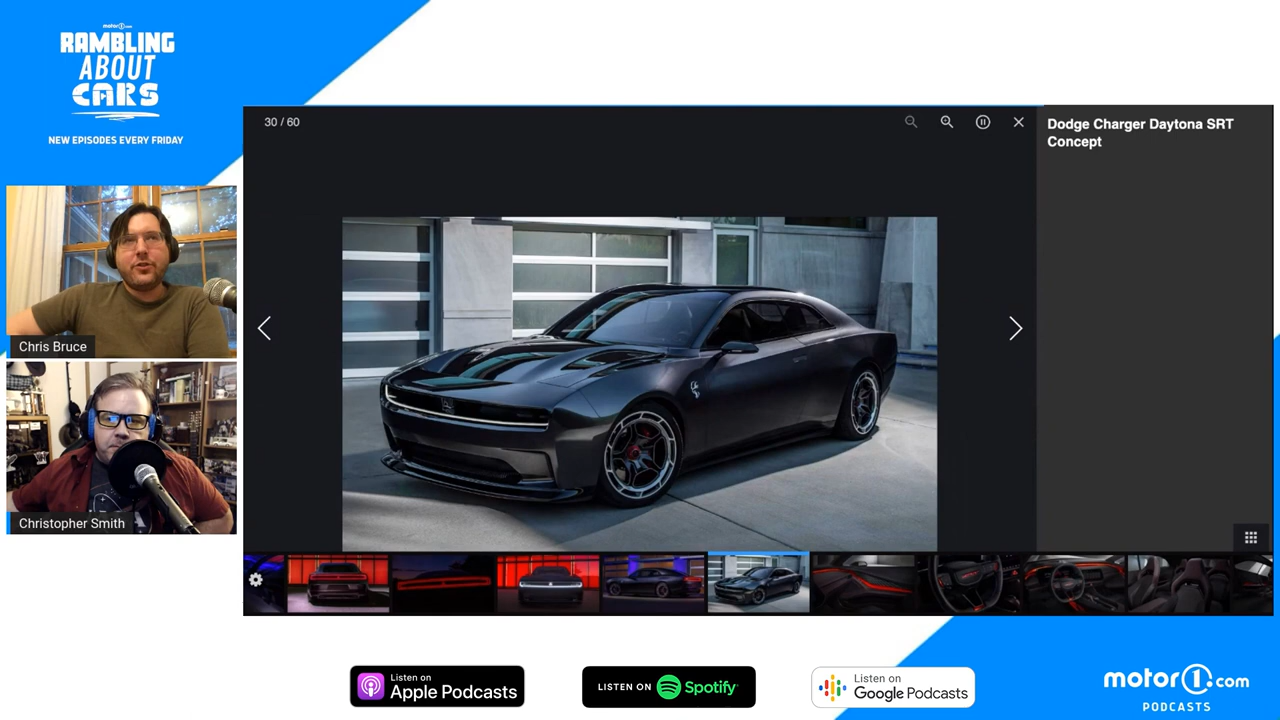 motor1.com
RAMBLING
ABOUT
CARS
NEW EPISODES EVERY FRIDAY
30 / 60
Dodge Charger Daytona SRT
Concept
Chris Bruce
Christopher Smith
Listen on
Apple Podcasts
LISTEN ON Spotify
Listen on
Google Podcasts
motor1.com
PODCASTS